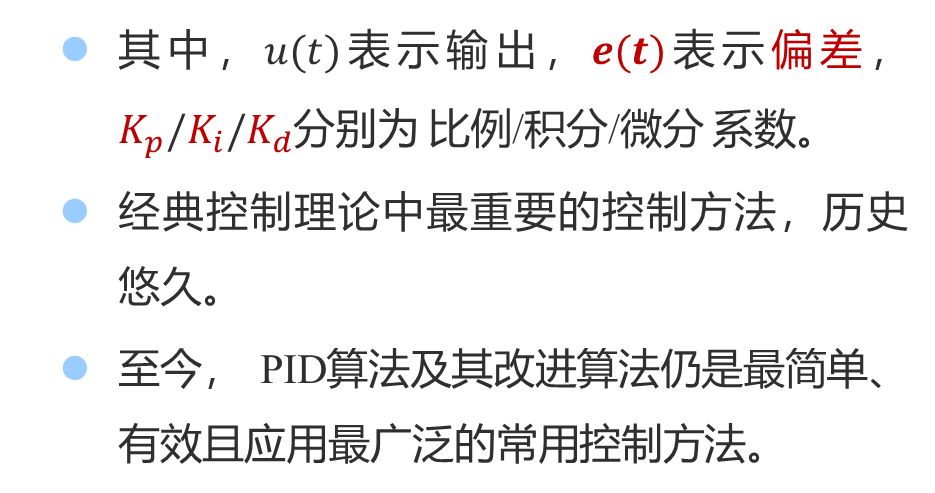 其中，u(t)表示输出，e(t)表示偏差，
Kp/Ki/Kd分别为 比例/积分/微分 系数。
经典控制理论中最重要的控制方法，历史
悠久。
至今， PID算法及其改进算法仍是最简单、
有效且应用最广泛的常用控制方法。